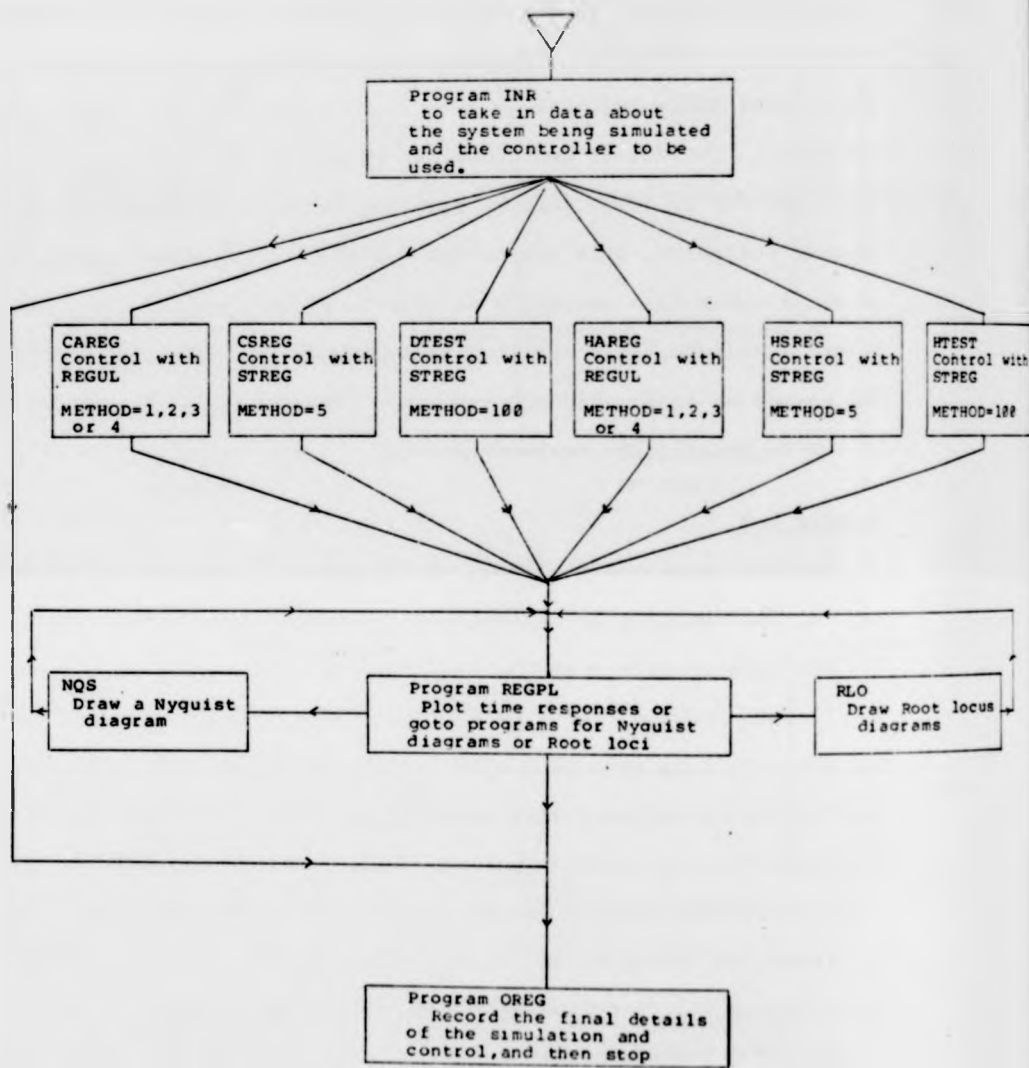 Program INR
to take in data about
the system being simulated
and the controller to be
used.
CAREG
Control with
REGUL
METHOD=1,2,3
or 4
CSREG
Control with
STREG
METHOD=5
DTEST
Control with
STREG
METHOD=100
HAREG
Control with
REGUL
METHOD=1,2,3
or 4
HSREG
Control with
STREG
METHOD=5
HTEST
Control with
STREG
METHOD=100
NQS
Draw a Nyquist
diagram
Program REGPL
Plot time responses or
goto programs for Nyquist
diagrams or Root loci
RLO
Draw Root locus
diagrams
Program OREG
Record the final details
of the simulation and
control,and then stop